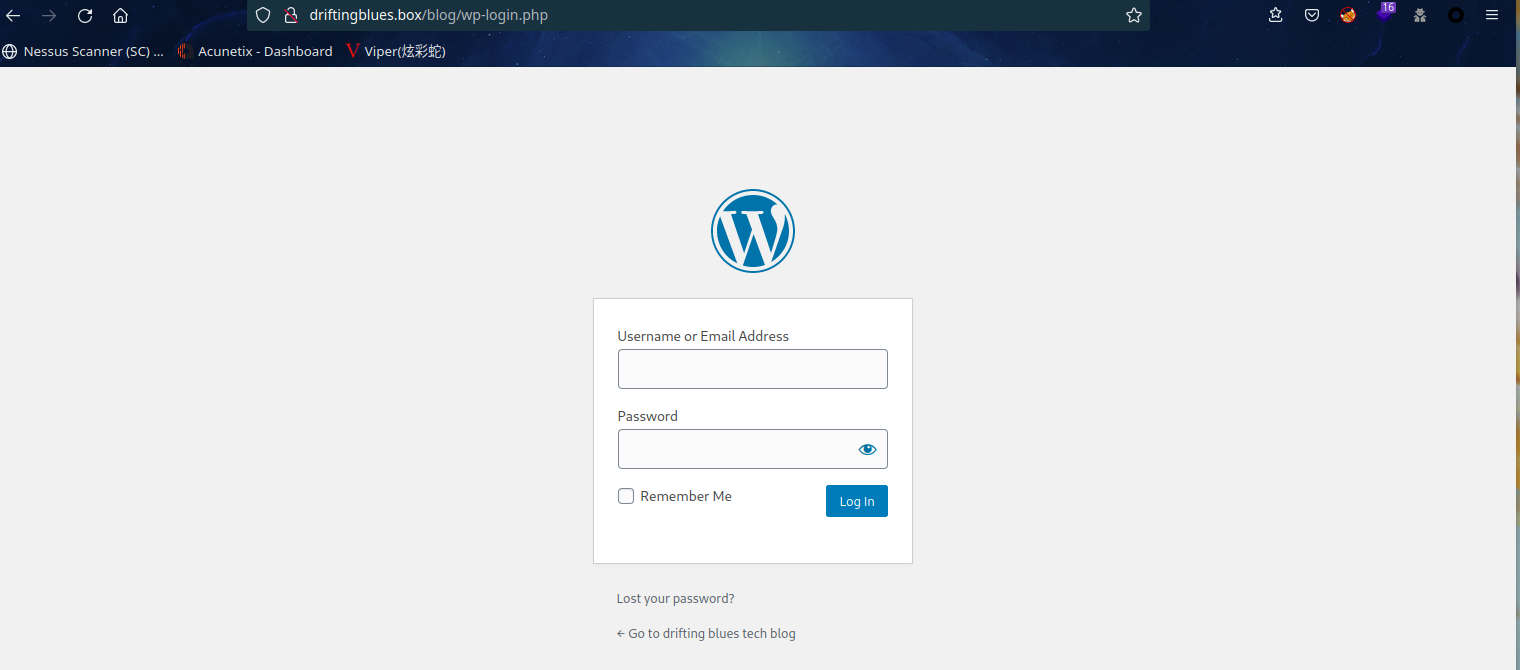 driftingblues.box/blog/wp-login.php
16
Nessus Scanner (SC) ... Acunetix - Dashboard Viper(炫彩蛇)
Username or Email Address
Password
Remember Me Log In
Lost your password?
← Go to drifting blues tech blog